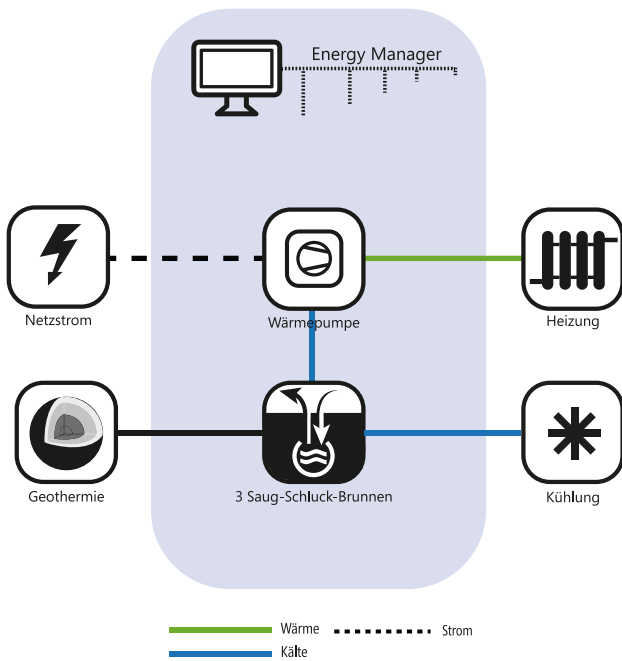 Energy Manager
Netzstrom
Wärmepumpe
Heizung
Geothermie
3 Saug-Schluck-Brunnen
Kühlung
Wärme
Strom
Kälte